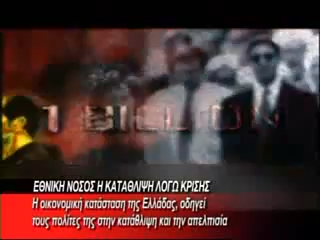 1 BILLION
ΕΘΝΙΚΗ ΝΟΣΟΣ Η ΚΑΤΑΘΛΙΨΗ ΛΟΓΩ ΚΡΙΣΗΣ
Η οικονομική κατάσταση της Ελλάδας, οδηγεί
τους πολίτες της στην κατάθλιψη και την απελπισία